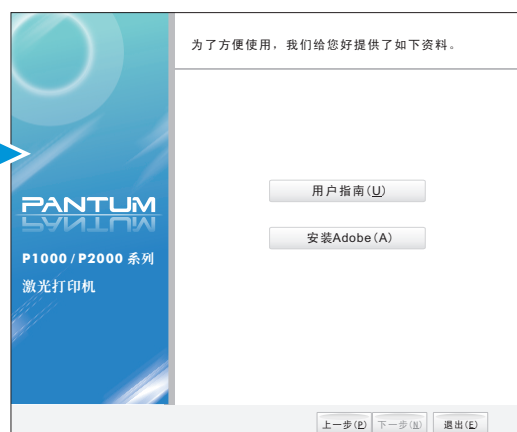 为了方便使用，我们给您好提供了如下资料。
PANTUM
P1000 / P2000 系列
激光打印机
用户指南(U)
安装Adobe(A)
上一步(P) 下一步(N) 退出(E)